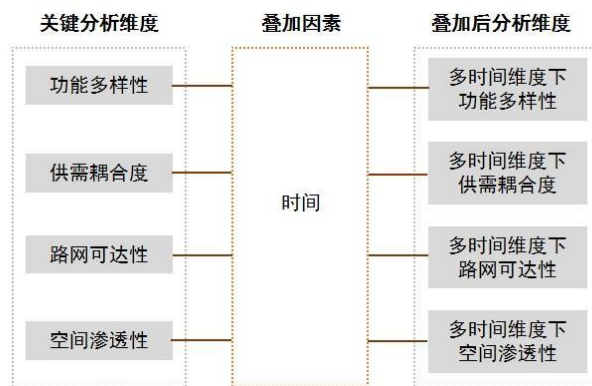 关键分析维度
叠加因素
叠加后分析维度
功能多样性
供需耦合度
路网可达性
空间渗透性
时间
多时间维度下
功能多样性
多时间维度下
供需耦合度
多时间维度下
路网可达性
多时间维度下
空间渗透性